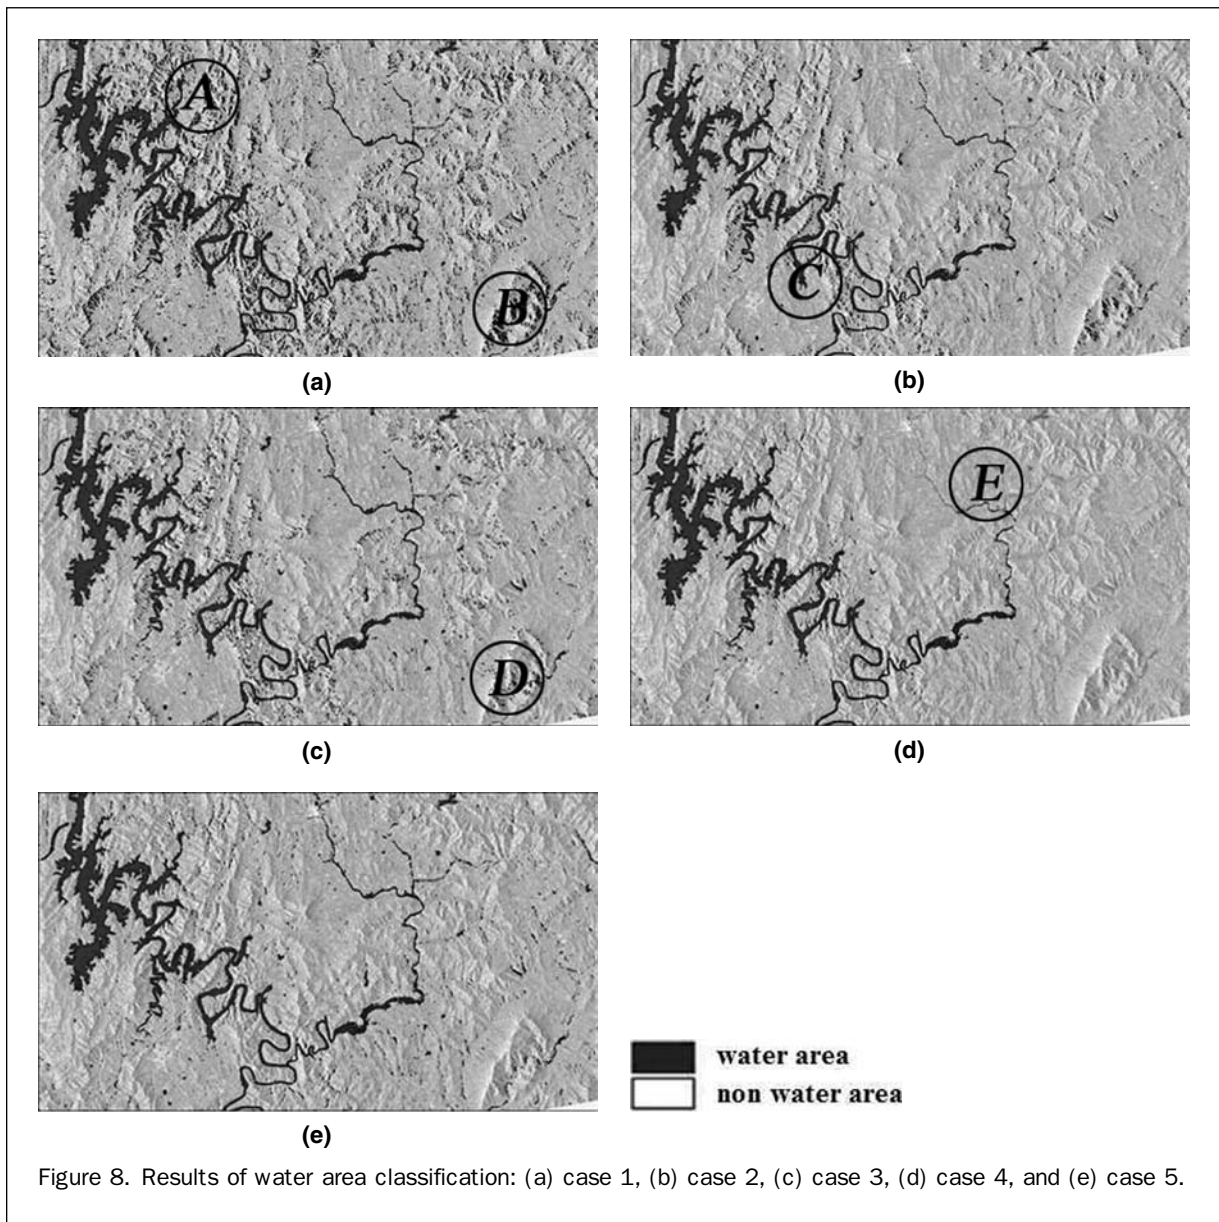 A
B
(a)
C
(b)
D
(c)
E
(d)
(e)
water area
non water area
Figure 8. Results of water area classification: (a) case 1, (b) case 2, (c) case 3, (d) case 4, and (e) case 5.